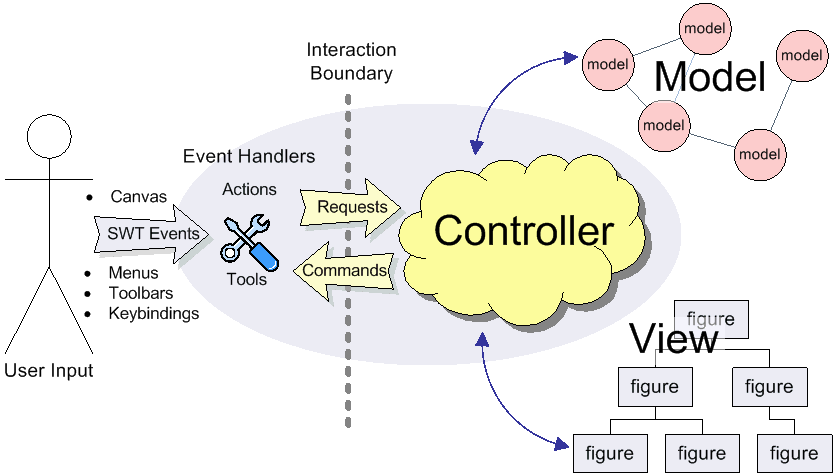 Interaction
Boundary
Event Handlers
Actions
Canvas
SWT Events
Requests
Menus
Toolbars
Keybindings
Tools
Commands
User Input
Controller
model
model
model
model
model
Model
figure
View
figure
figure
figure
figure
figure